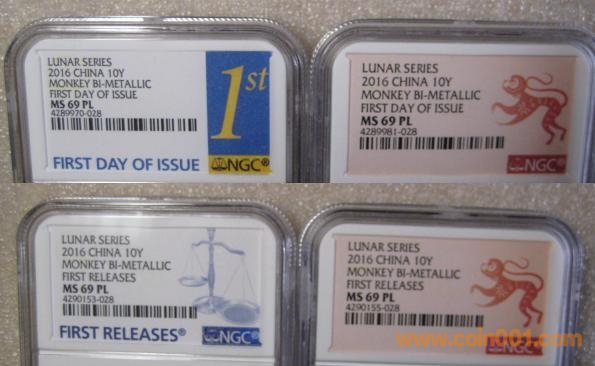 LUNAR SERIES
2016 CHINA 10Y
MONKEY BI-METALLIC
FIRST DAY OF ISSUE
MS 69 PL
4289970-028
1st
FIRST DAY OF ISSUE
NGC®
LUNAR SERIES
2016 CHINA 10Y
MONKEY BI-METALLIC
FIRST DAY OF ISSUE
MS 69 PL
4289981-028
NGC®
LUNAR SERIES
2016 CHINA 10Y
MONKEY BI-METALLIC
FIRST RELEASES
MS 69 PL
4290153-028
FIRST RELEASES®
NGC®
LUNAR SERIES
2016 CHINA 10Y
MONKEY BI-METALLIC
FIRST RELEASES
MS 69 PL
4290155-028
NGC®
www.coin001.com